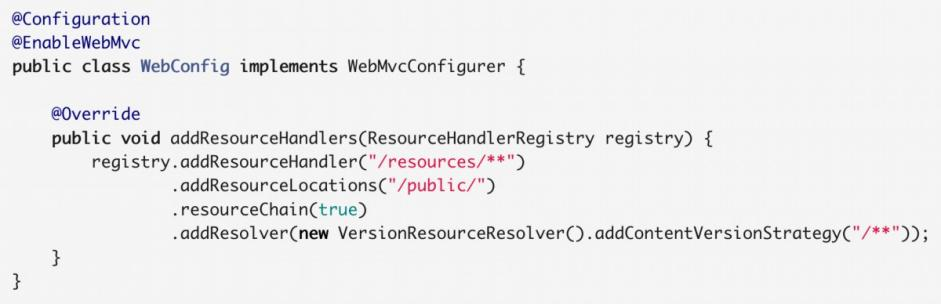 @Configuration
@EnableWebMvc
public class WebConfig implements WebMvcConfigurer {
@Override
public void addResourceHandlers(ResourceHandlerRegistry registry) {
registry.addResourceHandler("/resources/**")
.addResourceLocations("/public/")
.resourceChain(true)
.addResolver(new VersionResourceResolver().addContentVersionStrategy("/**"));
}
}